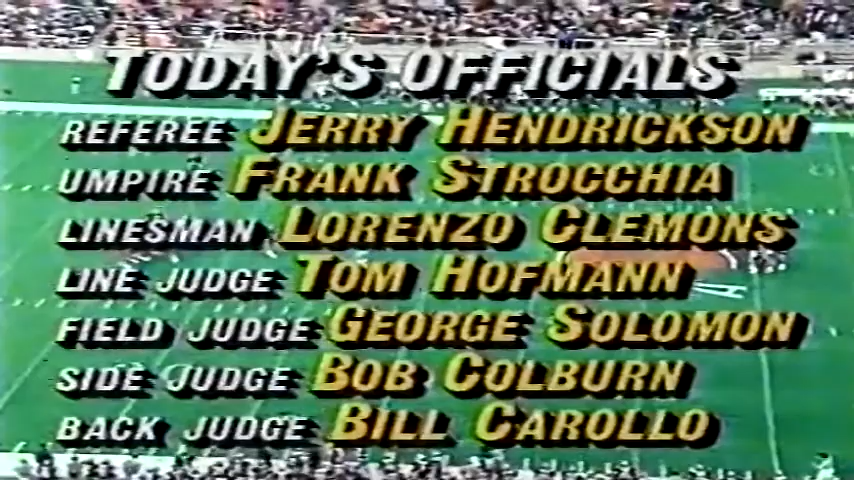 TODAY'S OFFICIALS
REFEREE JERRY HENDRICKSON
UMPIRE FRANK STROCCHIA
LINESMAN LORENZO CLEMONS
LINE JUDGE TOM HOFMANN
FIELD JUDGE GEORGE SOLOMON
SIDE JUDGE BOB COLBURN
BACK JUDGE BILL CAROLLO